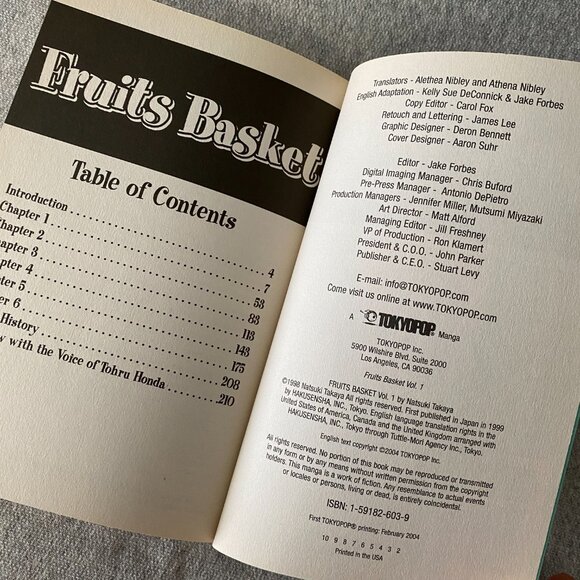 Fruits Basket
Table of Contents
Introduction 4
Chapter 1 7
Chapter 2 53
hapter 3 83
apter 4 113
pter 5 143
er 6 175
History 208
w with the Voice of Tohru Honda 210
Translators - Alethea Nibley and Athena Nibley
English Adaptation - Kelly Sue DeConnick & Jake Forbes
Copy Editor - Carol Fox
Retouch and Lettering - James Lee
Graphic Designer - Deron Bennett
Cover Designer - Aaron Suhr
Editor - Jake Forbes
Digital Imaging Manager - Chris Buford
Pre-Press Manager - Antonio DePietro
Production Managers - Jennifer Miller, Mutsumi Miyazaki
Art Director - Matt Alford
Managing Editor - Jill Freshney
VP of Production - Ron Klamert
President & C.O.O. - John Parker
Publisher & C.E.O. - Stuart Levy
E-mail: info@TOKYOPOP.com
Come visit us online at www.TOKYOPOP.com
A TOKYOPOP Manga
TOKYOPOP Inc.
5900 Wilshire Blvd. Suite 2000
Los Angeles, CA 90036
Fruits Basket Vol. 1
FRUITS BASKET Vol. 1 by Natsuki Takaya
©1998 Natsuki Takaya All rights reserved. First published in Japan in 1999
by HAKUSENSHA, INC., Tokyo. English language translation rights in the
United States of America, Canada and the United Kingdom arranged with
HAKUSENSHA, INC., Tokyo through Tuttle-Mori Agency Inc., Tokyo.
English text copyright ©2004 TOKYOPOP Inc.
All rights reserved. No portion of this book may be reproduced or transmitted
in any form or by any means without written permission from the copyright
holders. This manga is a work of fiction. Any resemblance to actual events
or locales or persons, living or dead, is entirely coincidental.
ISBN: 1-59182-603-9
First TOKYOPOP® printing: February 2004
10 9 8 7 6 5 4 3 2
Printed in the USA